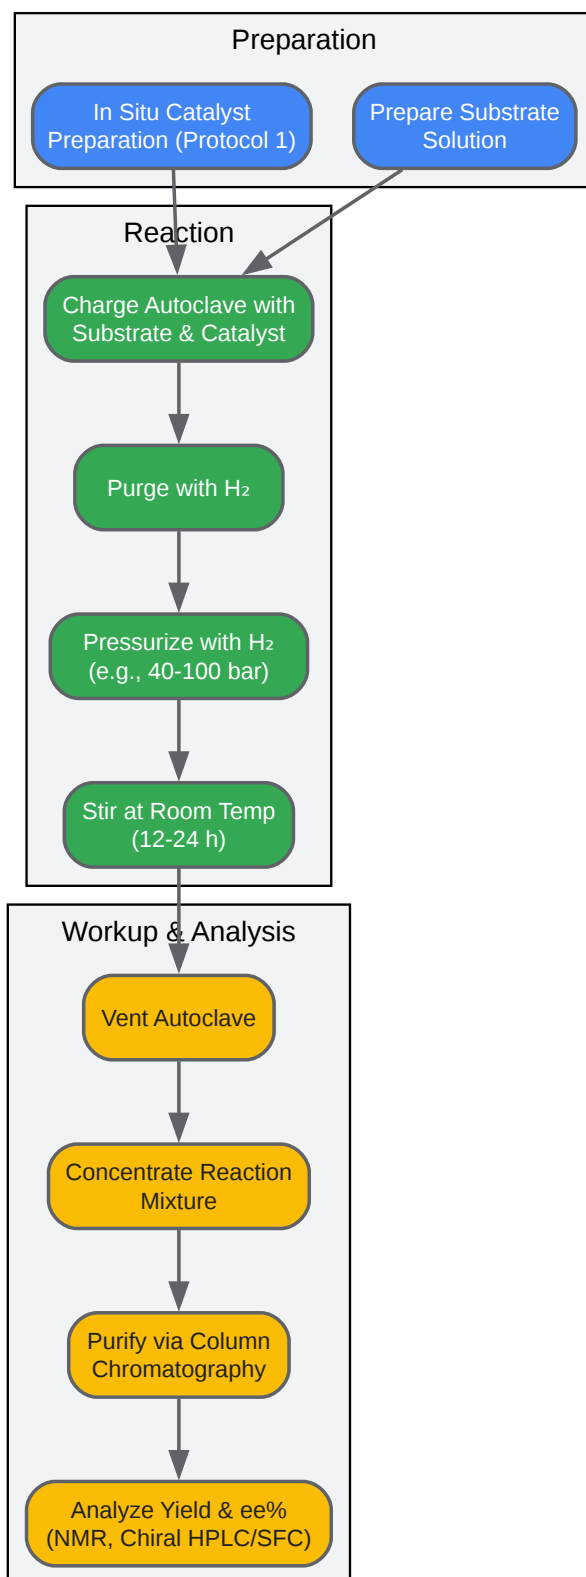 Preparation
In Situ Catalyst
Preparation (Protocol 1)
Prepare Substrate
Solution
Reaction
Charge Autoclave with
Substrate & Catalyst
Purge with H₂
Pressurize with H₂
(e.g., 40-100 bar)
Stir at Room Temp
(12-24 h)
Workup & Analysis
Vent Autoclave
Concentrate Reaction
Mixture
Purify via Column
Chromatography
Analyze Yield & ee%
(NMR, Chiral HPLC/SFC)